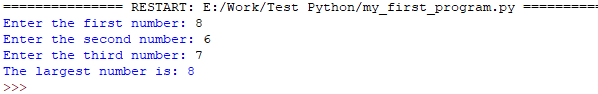 ================ RESTART: E:/Work/Test Python/my_first_program.py ==========
Enter the first number: 8
Enter the second number: 6
Enter the third number: 7
The largest number is: 8
>>>